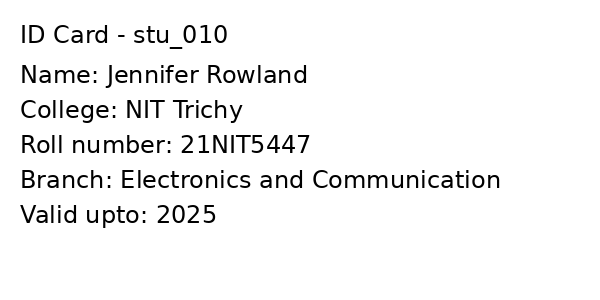 ID Card - stu_010
Name: Jennifer Rowland
College: NIT Trichy
Roll number: 21NIT5447
Branch: Electronics and Communication
Valid upto: 2025